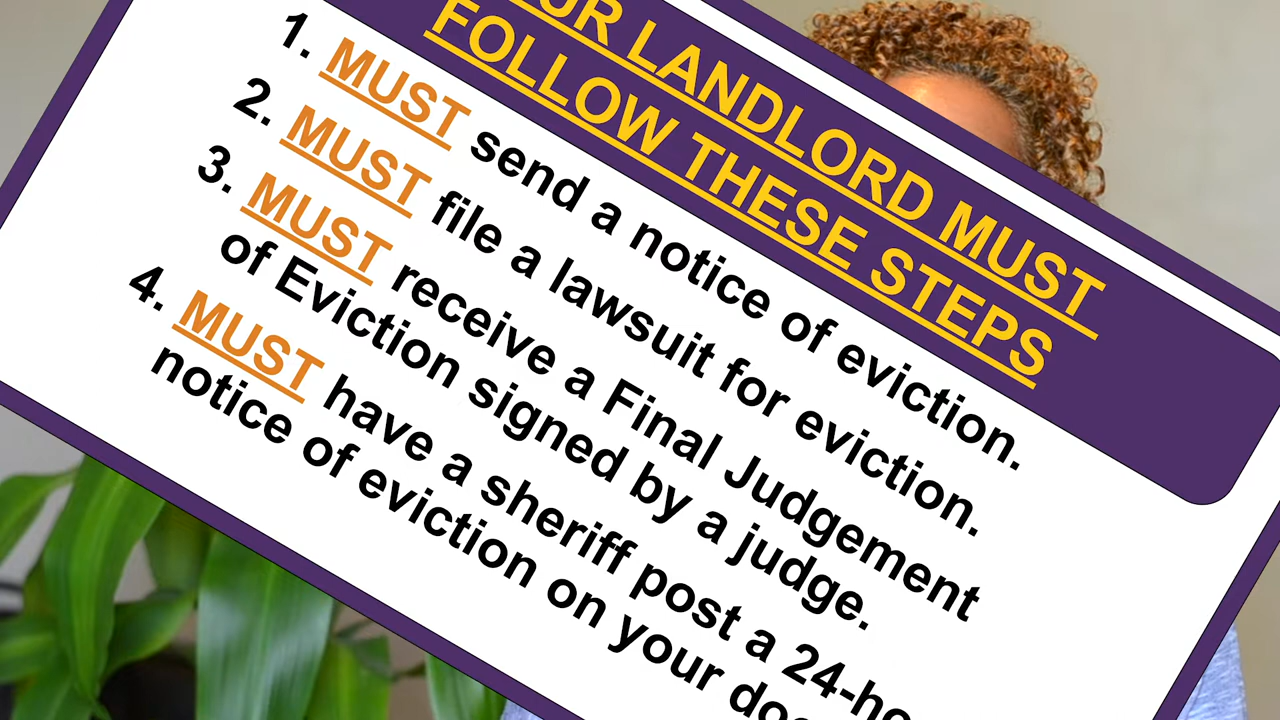 LANDLORD MUST
FOLLOW THESE STEPS
1. MUST send a notice of eviction.
2. MUST file a lawsuit for eviction.
3. MUST receive a Final Judgement
of Eviction signed by a judge.
4. MUST have a sheriff post a 24-
notice of eviction on your